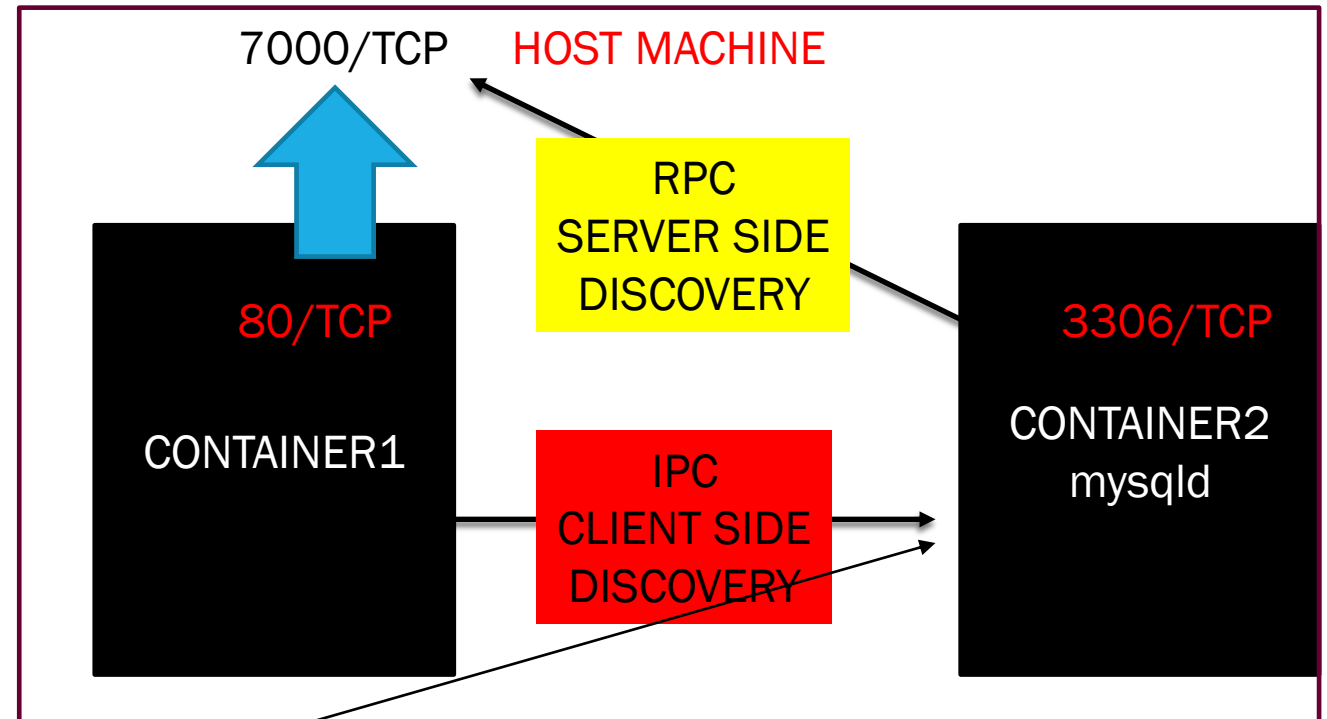 7000/TCP HOST MACHINE
RPC
SERVER SIDE
DISCOVERY
80/TCP
CONTAINER1
IPC
CLIENT SIDE
DISCOVERY
3306/TCP
CONTAINER2
mysqld